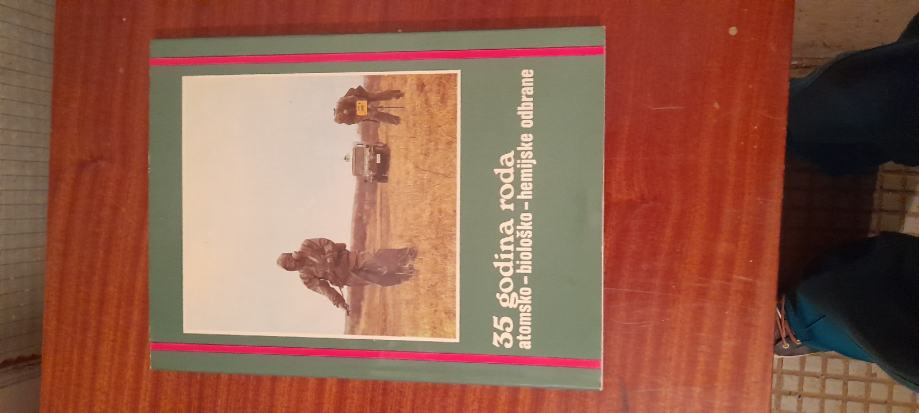 35 godina roda
atomsko – biološko – hemijske odbrane